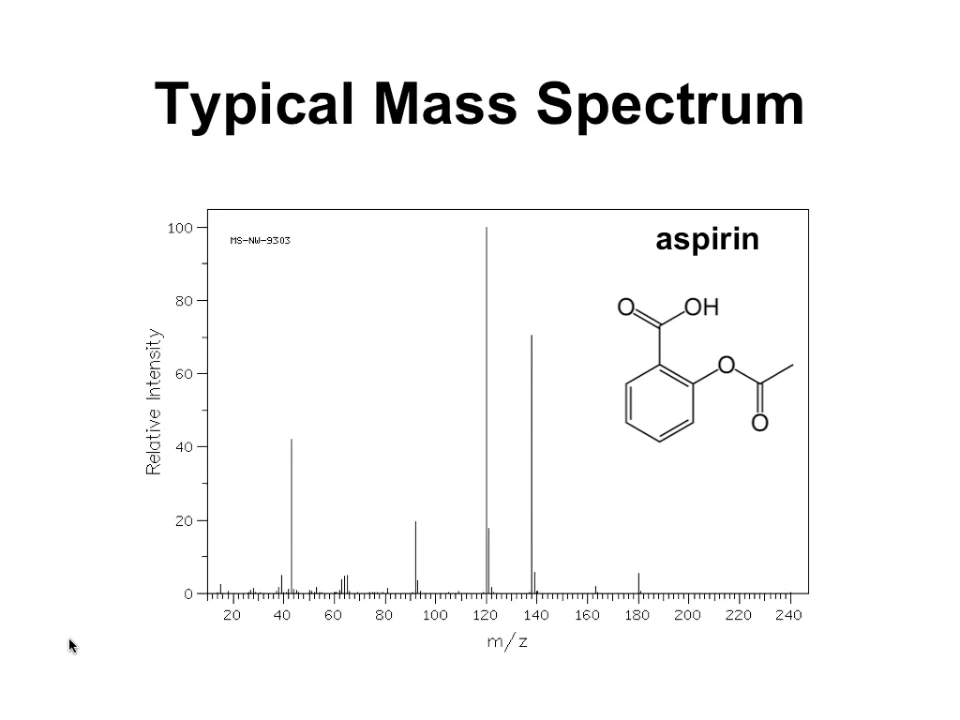 Typical Mass Spectrum
MS-NW-9303
aspirin
100
80
60
40
20
0
Relative Intensity
O
OH
O
O
20 40 60 80 100 120 140 160 180 200 220 240
m/z